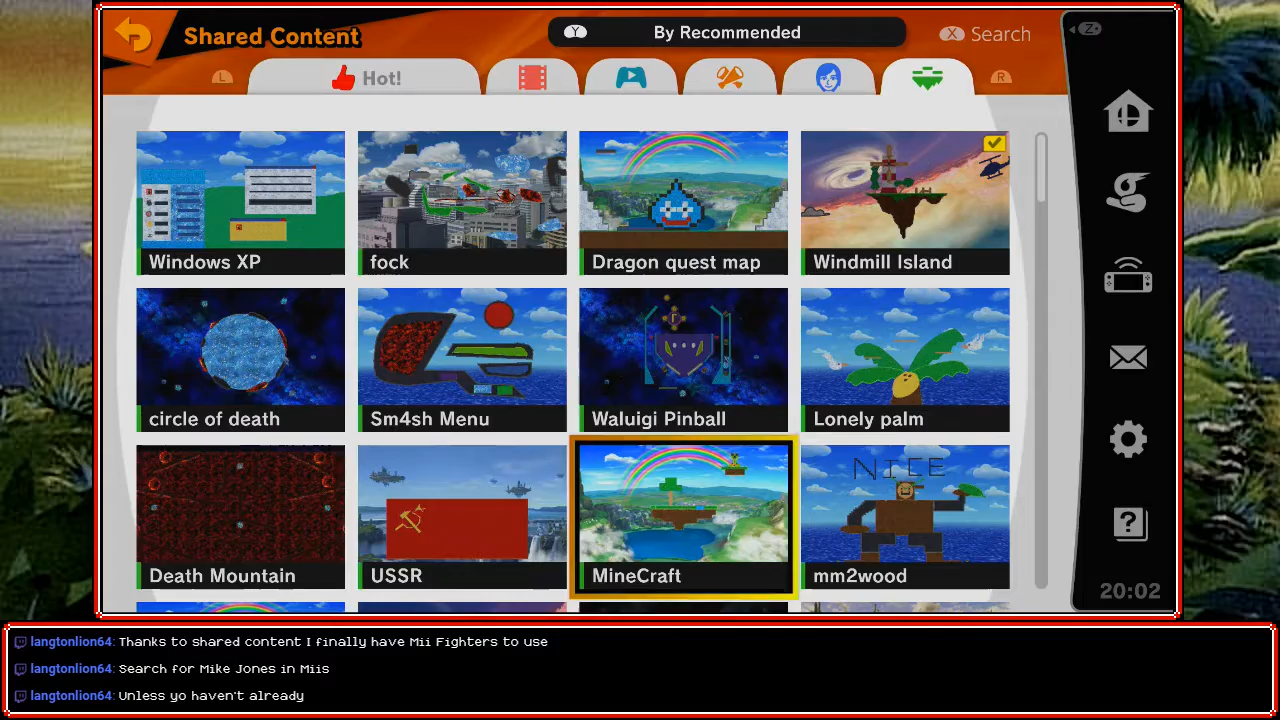 Shared Content
Y By Recommended
X Search
Z
L
Hot!
R
Windows XP
fock
Dragon quest map
Windmill Island
circle of death
Sm4sh Menu
Waluigi Pinball
Lonely palm
NICE
Death Mountain
USSR
MineCraft
mm2wood
20:02
langtonlion64: Thanks to shared content I finally have Mii Fighters to use
langtonlion64: Search for Mike Jones in Miis
langtonlion64: Unless yo haven't already